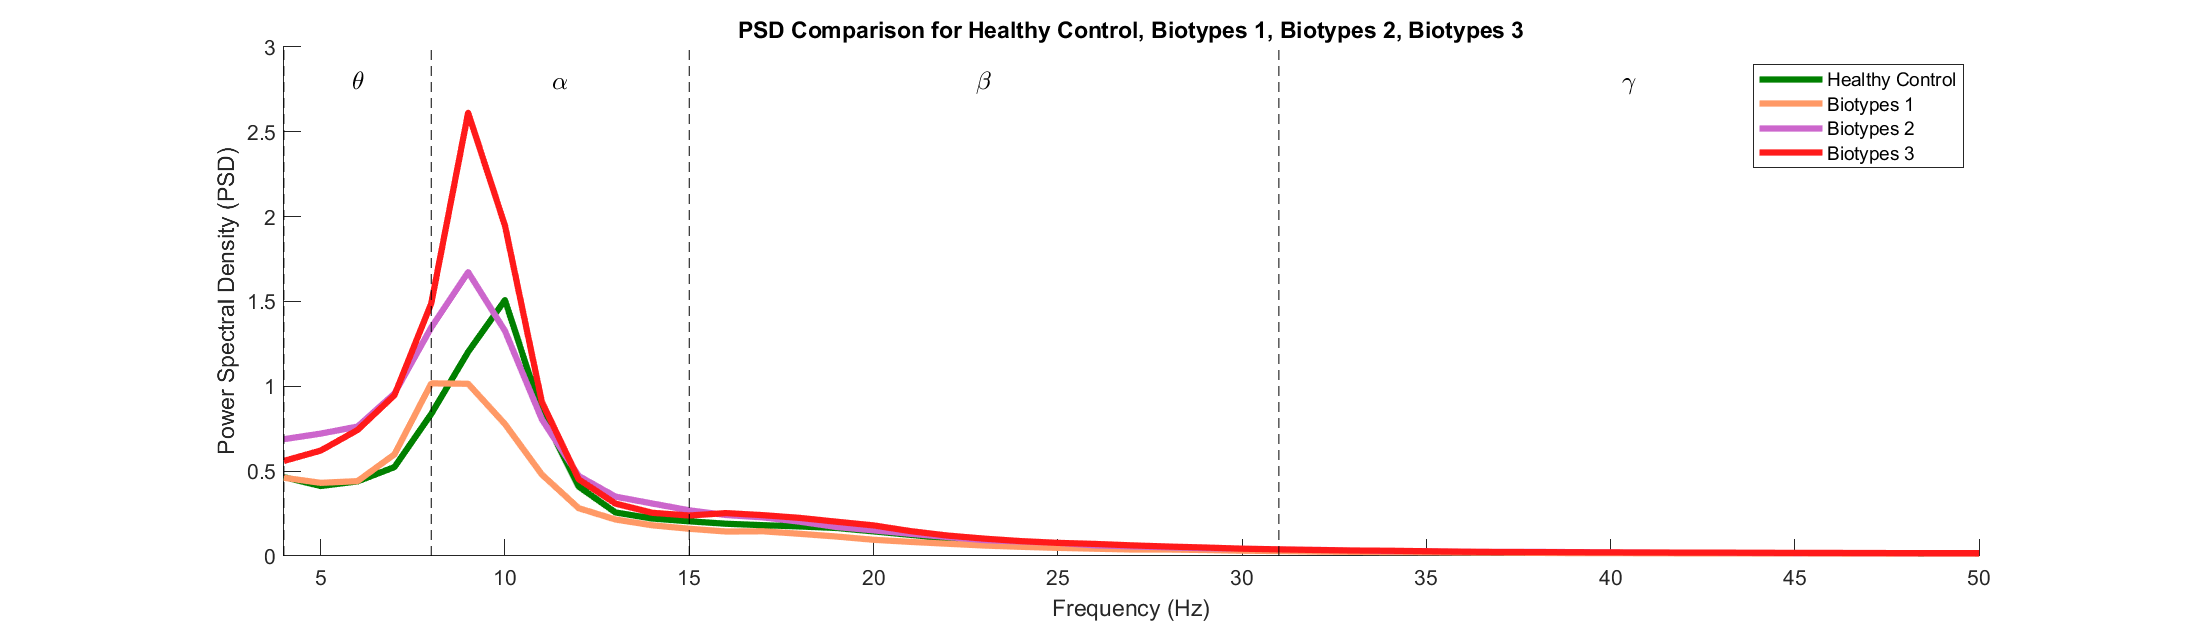 PSD Comparison for Healthy Control, Biotypes 1, Biotypes 2, Biotypes 3
θ α β γ
Healthy Control
Biotypes 1
Biotypes 2
Biotypes 3
Power Spectral Density (PSD)
3
2.5
2
1.5
1
0.5
0
5 10 15 20 25 30 35 40 45 50
Frequency (Hz)